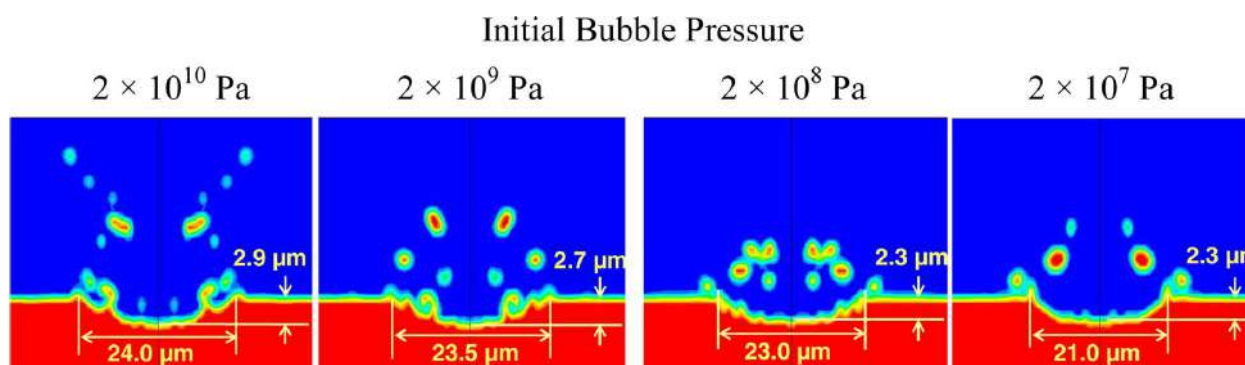 Initial Bubble Pressure
2 × 10¹⁰ Pa 2 × 10⁹ Pa 2 × 10⁸ Pa 2 × 10⁷ Pa
2.9 µm 2.7 µm 2.3 µm 2.3 µm
24.0 µm 23.5 µm 23.0 µm 21.0 µm